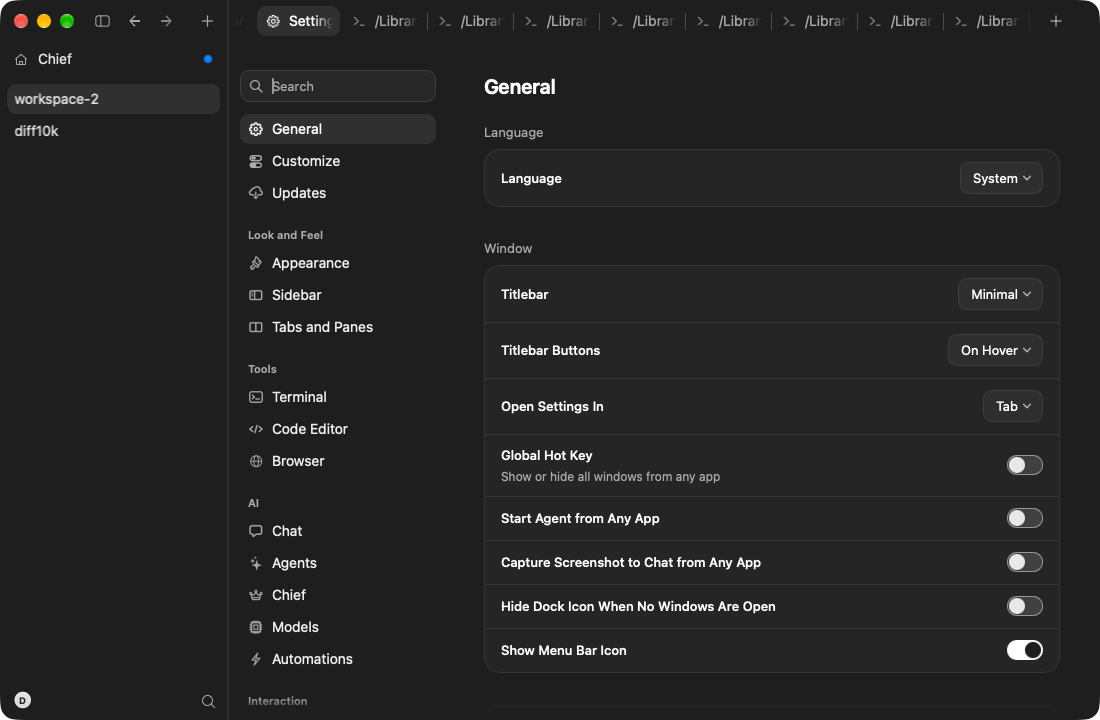 Setting
/Librar
/Librar
/Librar
/Librar
/Librar
/Librar
/Librar
/Librar
Chief
workspace-2
diff10k
D
Search
General
Customize
Updates
Look and Feel
Appearance
Sidebar
Tabs and Panes
Tools
Terminal
Code Editor
Browser
AI
Chat
Agents
Chief
Models
Automations
Interaction
General
Language
Language
System
Window
Titlebar
Minimal
Titlebar Buttons
On Hover
Open Settings In
Tab
Global Hot Key
Show or hide all windows from any app
Start Agent from Any App
Capture Screenshot to Chat from Any App
Hide Dock Icon When No Windows Are Open
Show Menu Bar Icon